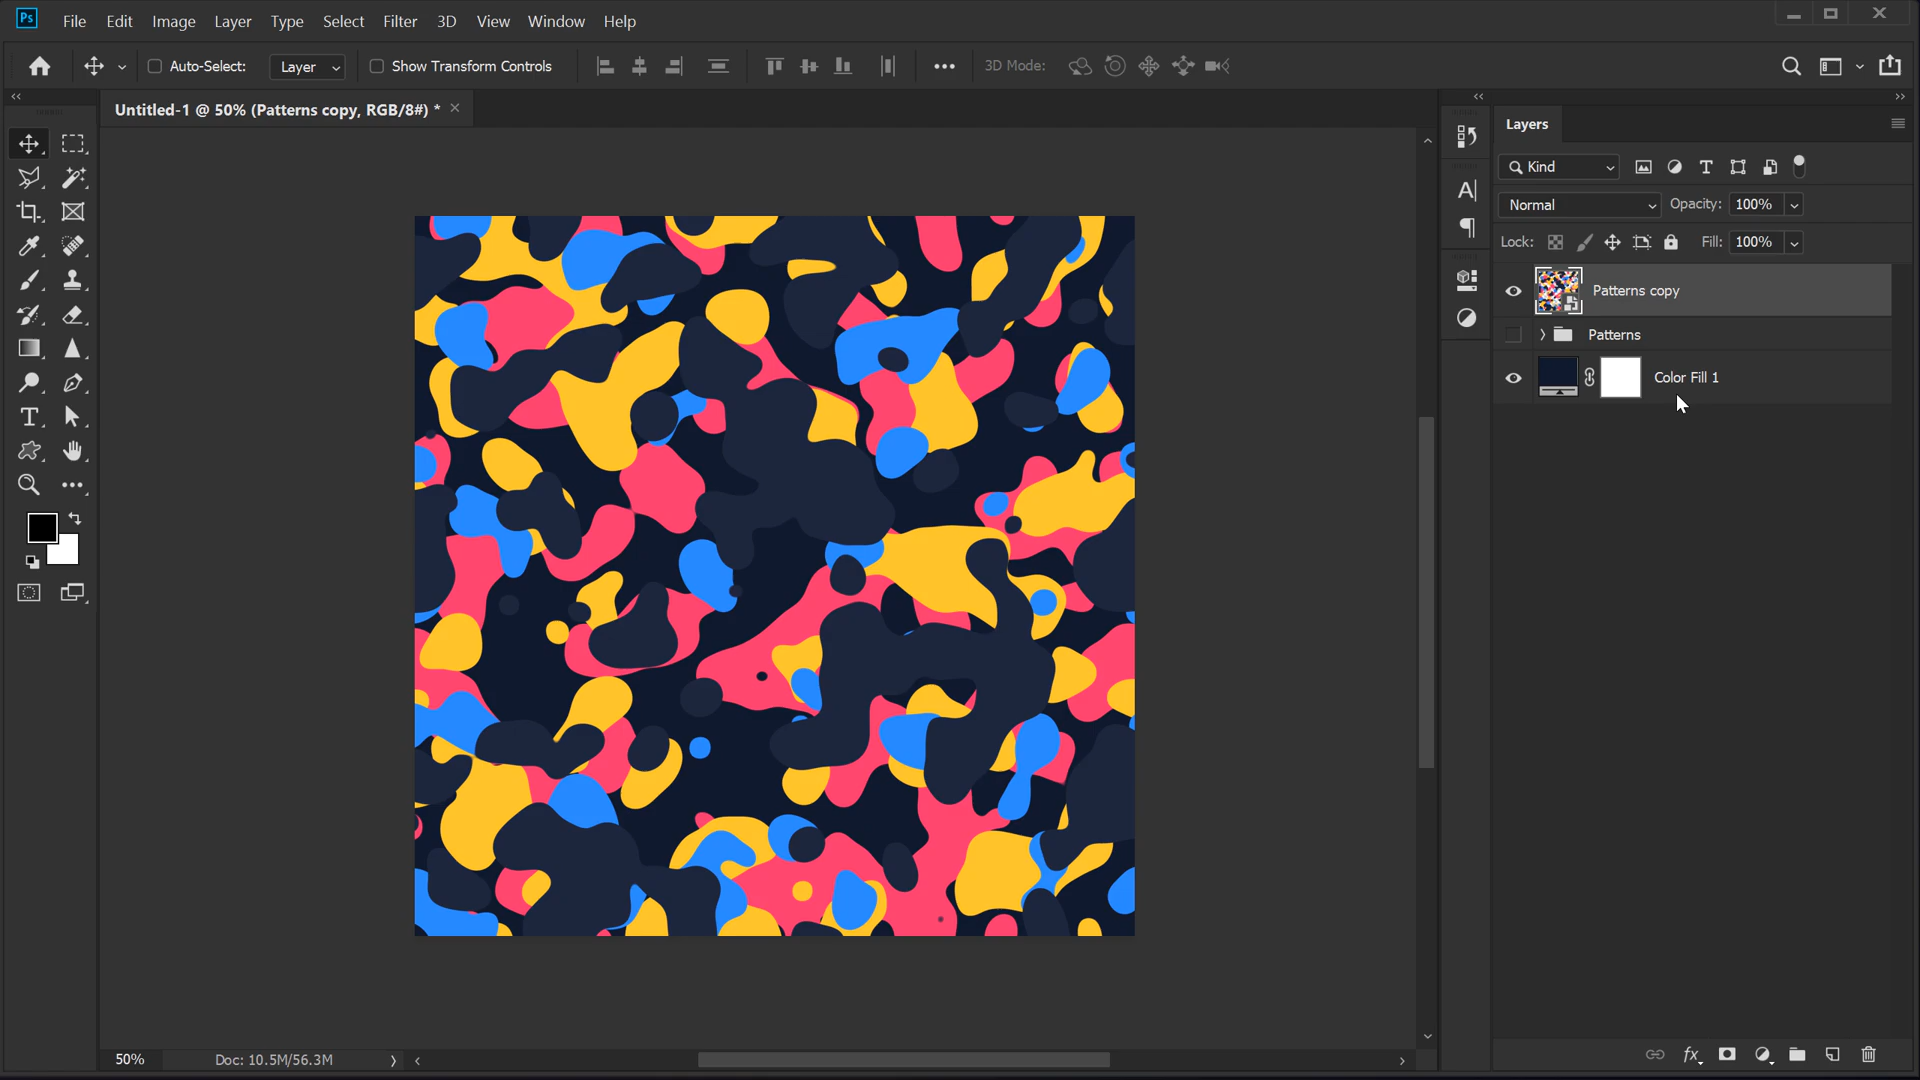 Ps File Edit Image Layer Type Select Filter 3D View Window Help
Auto-Select: Layer Show Transform Controls 3D Mode:
Untitled-1 @ 50% (Patterns copy, RGB/8#) *
Layers
Kind
Normal Opacity: 100%
Lock: Fill: 100%
Patterns copy
Patterns
Color Fill 1
50% Doc: 10.5M/56.3M
fx